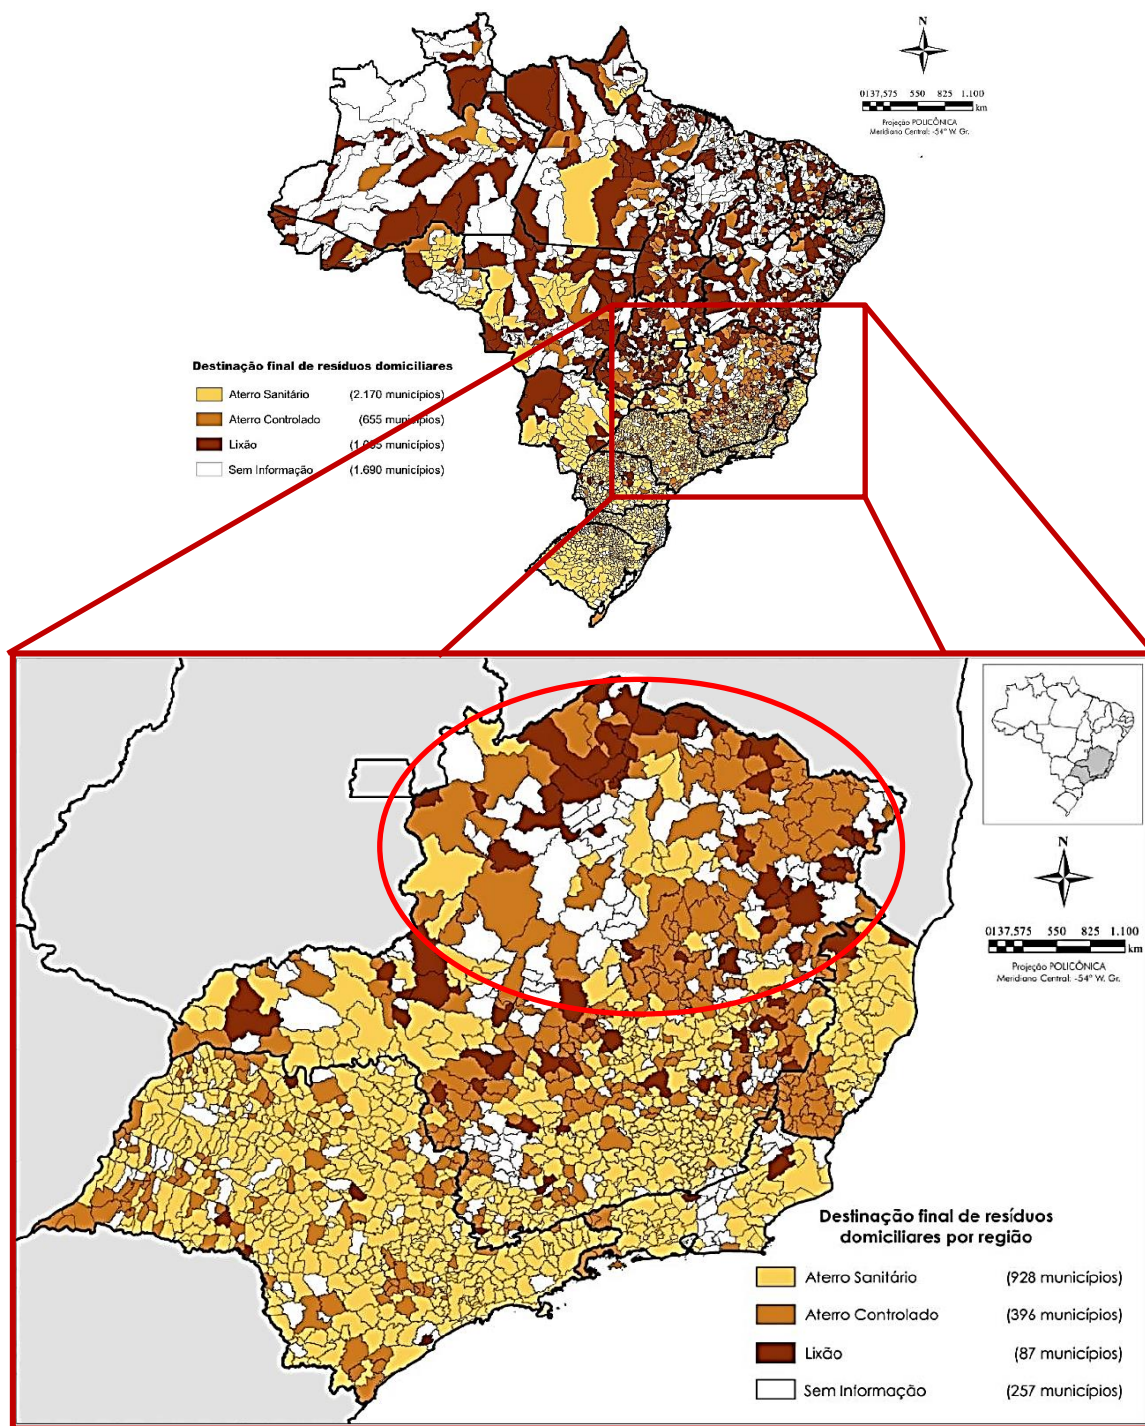 N
0137,575 550 825 1.100
km
Projeção POLICÔNICA
Meridiano Central: -54° W. Gr.
Destinação final de resíduos domiciliares
Aterro Sanitário (2.170 municípios)
Aterro Controlado (655 municípios)
Lixão municípios)
Sem Informação (1.690 municípios)
N
0137,575 550 825 1.100
km
Projeção POLICÔNICA
Meridiano Central: -54° W. Gr.
Destinação final de resíduos
domiciliares por região
Aterro Sanitário (928 municípios)
Aterro Controlado (396 municípios)
Lixão (87 municípios)
Sem Informação (257 municípios)